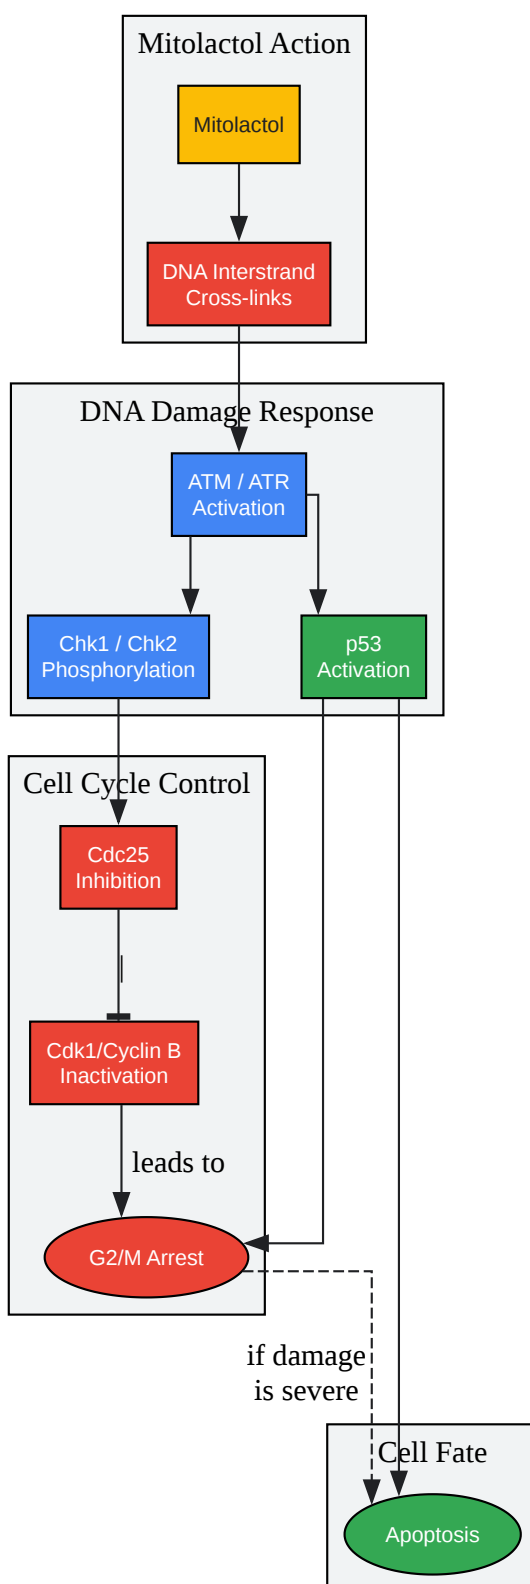 Mitolactol Action
Mitolactol
DNA Interstrand
Cross-links
DNA Damage Response
ATM / ATR
Activation
Chk1 / Chk2
Phosphorylation
p53
Activation
Cell Cycle Control
Cdc25
Inhibition
Cdk1/Cyclin B
Inactivation
leads to
G2/M Arrest
if damage
is severe
Cell Fate
Apoptosis